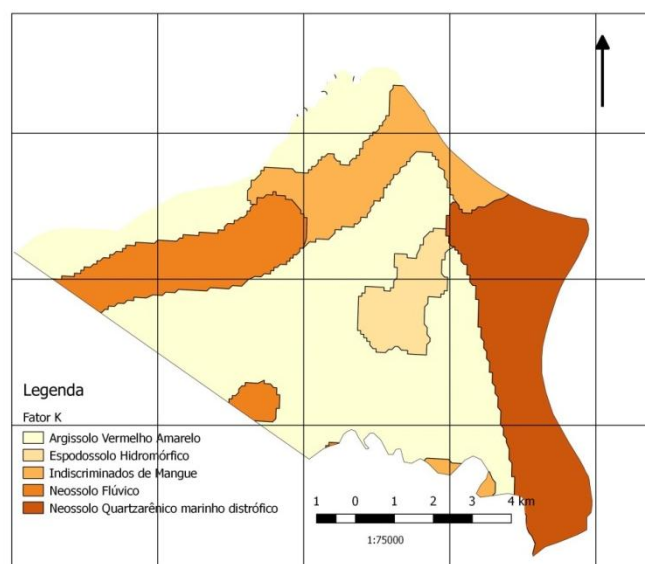 Legenda
Fator K
Argissolo Vermelho Amarelo
Espodossolo Hidromórfico
Indiscriminados de Mangue
Neossolo Flúvico
Neossolo Quartzarênico marinho distrófico
1 0 1 2 3 4 km
1:75000